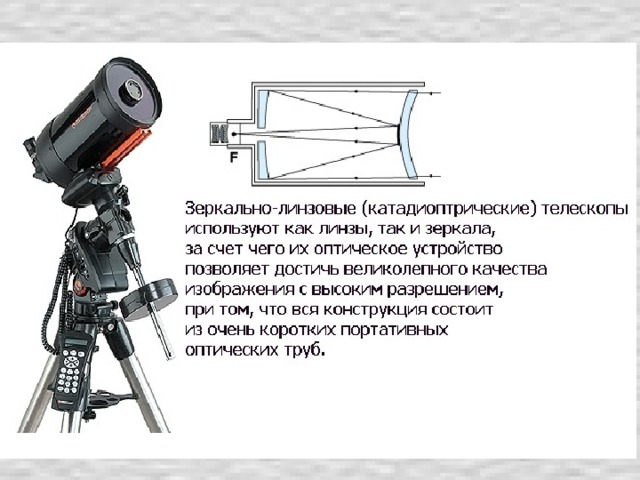 F
Зеркально-линзовые (катадиоптрические) телескопы
используют как линзы, так и зеркала,
за счет чего их оптическое устройство
позволяет достичь великолепного качества
изображения с высоким разрешением,
при том, что вся конструкция состоит
из очень коротких портативных
оптических труб.